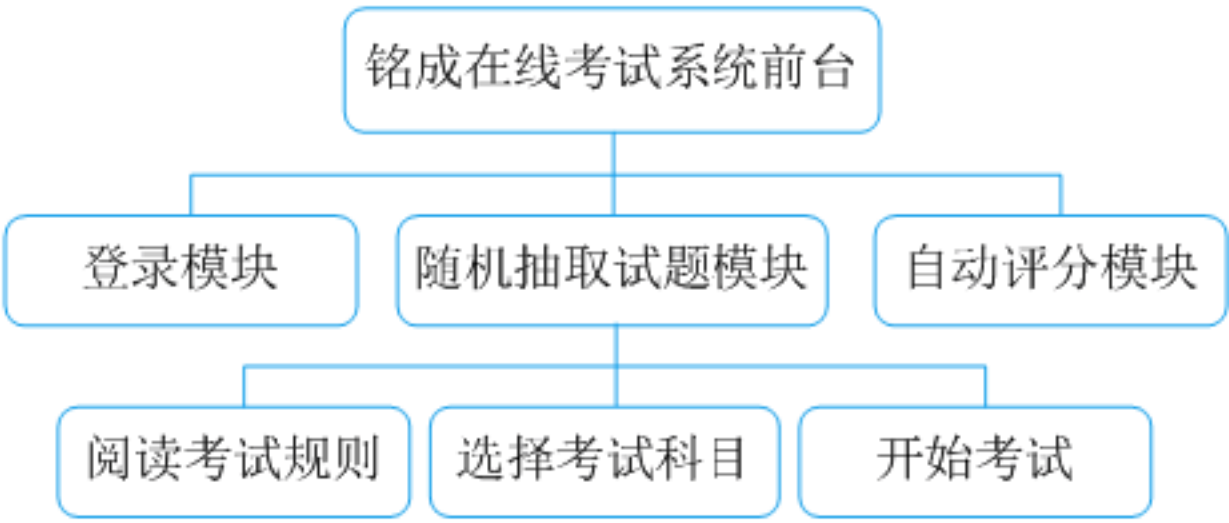 铭成在线考试系统前台
登录模块
随机抽取试题模块
自动评分模块
阅读考试规则
选择考试科目
开始考试